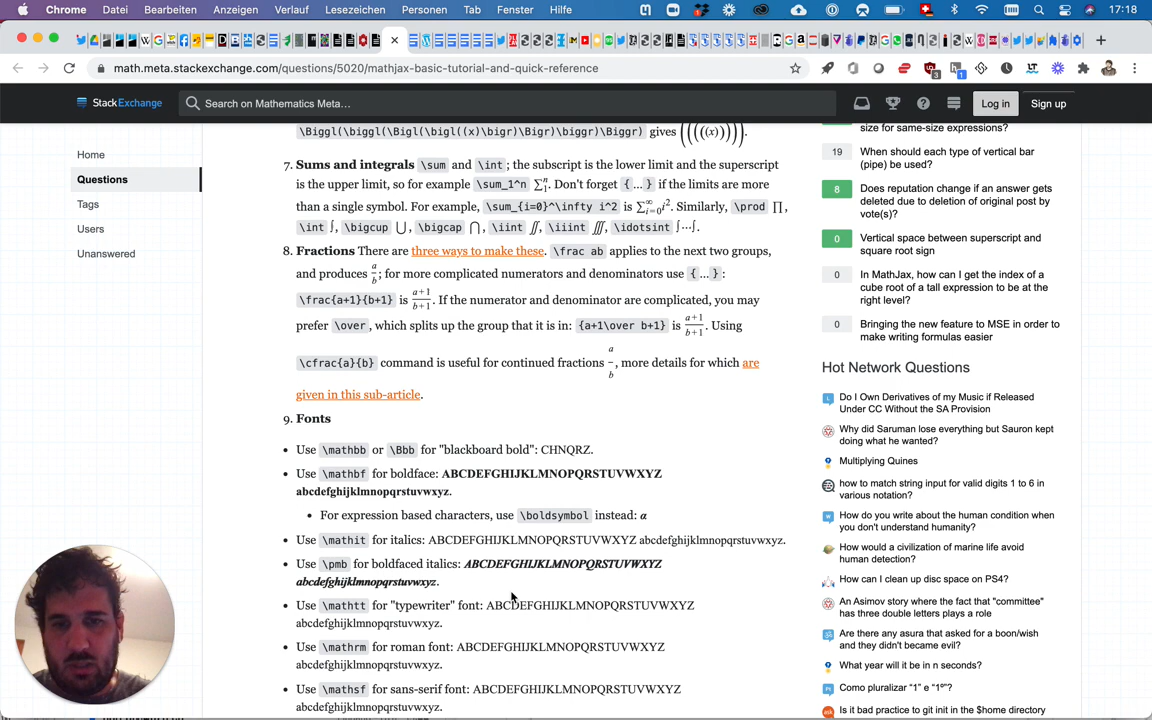 Chrome Datei Bearbeiten Anzeigen Verlauf Lesezeichen Personen Tab Fenster Hilfe 17:18
math.meta.stackexchange.com/questions/5020/mathjax-basic-tutorial-and-quick-reference
StackExchange Search on Mathematics Meta... Log in Sign up
Home
Questions
Tags
Users
Unanswered
\Biggl(\biggl(\Bigl(\bigl((x)\bigr)\Bigr)\biggr)\Biggr) gives (((((x))))).
7. Sums and integrals \sum and \int; the subscript is the lower limit and the superscript
is the upper limit, so for example \sum_1^n ∑₁ⁿ. Don't forget {…} if the limits are more
than a single symbol. For example, \sum_{i=0}^\infty i^2 is ∑_{i=0}^∞ i². Similarly, \prod ∏,
\int ∫, \bigcup ⋃, \bigcap ⋂, \iint ∬, \iiint ∭, \idotsint ∫⋯∫.
8. Fractions There are three ways to make these. \frac ab applies to the next two groups,
and produces a/b; for more complicated numerators and denominators use {…}:
\frac{a+1}{b+1} is a+1/b+1. If the numerator and denominator are complicated, you may
prefer \over, which splits up the group that it is in: {a+1\over b+1} is a+1/b+1. Using
\cfrac{a}{b} command is useful for continued fractions a/b, more details for which are
given in this sub-article.
9. Fonts
• Use \mathbb or \Bbb for "blackboard bold": CHNQRZ.
• Use \mathbf for boldface: ABCDEFGHIJKLMNOPQRSTUVWXYZ
abcdefghijklmnopqrstuvwxyz.
• For expression based characters, use \boldsymbol instead: α
• Use \mathit for italics: ABCDEFGHIJKLMNOPQRSTUVWXYZ abcdefghijklmnopqrstuvwxyz.
• Use \pmb for boldfaced italics: ABCDEFGHIJKLMNOPQRSTUVWXYZ
abcdefghijklmnopqrstuvwxyz.
• Use \mathtt for "typewriter" font: ABCDEFGHIJKLMNOPQRSTUVWXYZ
abcdefghijklmnopqrstuvwxyz.
• Use \mathrm for roman font: ABCDEFGHIJKLMNOPQRSTUVWXYZ
abcdefghijklmnopqrstuvwxyz.
• Use \mathsf for sans-serif font: ABCDEFGHIJKLMNOPQRSTUVWXYZ
abcdefghijklmnopqrstuvwxyz.
size for same-size expressions?
19 When should each type of vertical bar
(pipe) be used?
8 Does reputation change if an answer gets
deleted due to deletion of original post by
vote(s)?
0 Vertical space between superscript and
square root sign
0 In MathJax, how can I get the index of a
cube root of a tall expression to be at the
right level?
0 Bringing the new feature to MSE in order to
make writing formulas easier
Hot Network Questions
Do I Own Derivatives of my Music if Released
Under CC Without the SA Provision
Why did Saruman lose everything but Sauron kept
doing what he wanted?
Multiplying Quines
how to match string input for valid digits 1 to 6 in
various notation?
How do you write about the human condition when
you don't understand humanity?
How would a civilization of marine life avoid
human detection?
How can I clean up disc space on PS4?
An Asimov story where the fact that "committee"
has three double letters plays a role
Are there any asura that asked for a boon/wish
and they didn't became evil?
What year will it be in n seconds?
Como pluralizar "1" e "1º"?
Is it bad practice to git init in the $home directory